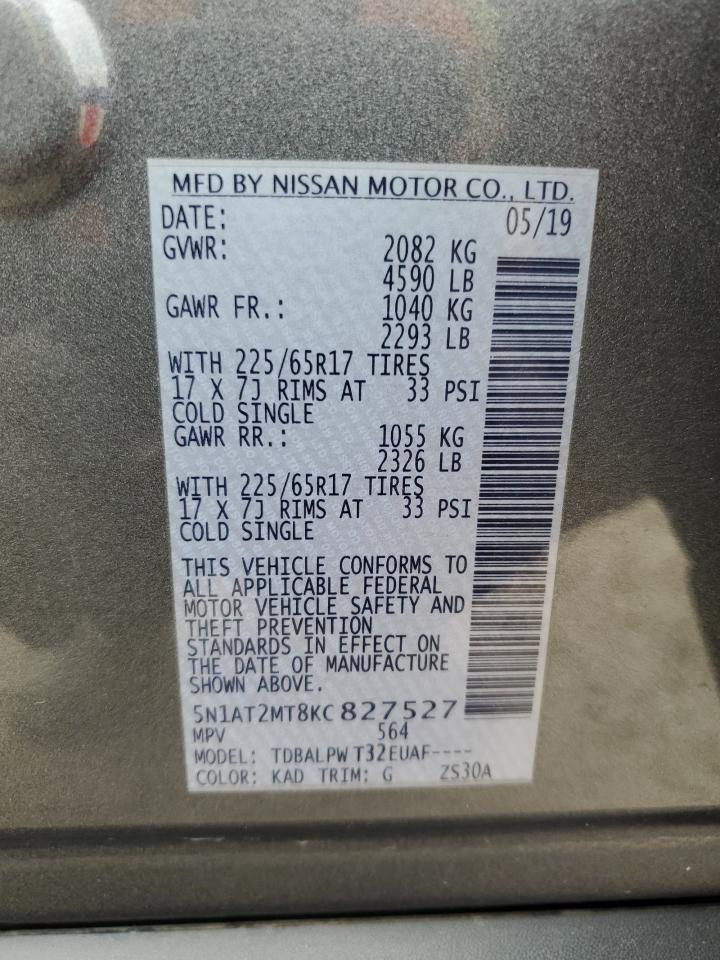 MFD BY NISSAN MOTOR CO., LTD.
DATE: 05/19
GVWR: 2082 KG
4590 LB
GAWR FR.: 1040 KG
2293 LB
WITH 225/65R17 TIRES
17 X 7J RIMS AT 33 PSI
COLD SINGLE
GAWR RR.: 1055 KG
2326 LB
WITH 225/65R17 TIRES
17 X 7J RIMS AT 33 PSI
COLD SINGLE
THIS VEHICLE CONFORMS TO
ALL APPLICABLE FEDERAL
MOTOR VEHICLE SAFETY AND
THEFT PREVENTION
STANDARDS IN EFFECT ON
THE DATE OF MANUFACTURE
SHOWN ABOVE.
5N1AT2MT8KC827527
MPV 564
MODEL: TDBALPW T32EUAF----
COLOR: KAD TRIM: G ZS30A